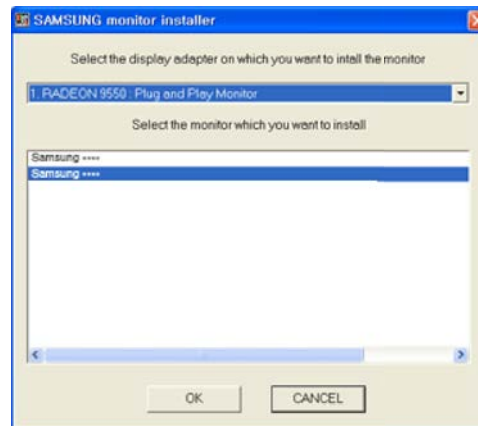 SAMSUNG monitor installer
Select the display adapter on which you want to intall the monitor
1. RADEON 9550 : Plug and Play Monitor
Select the monitor which you want to install
Samsung ****
Samsung ****
OK
CANCEL